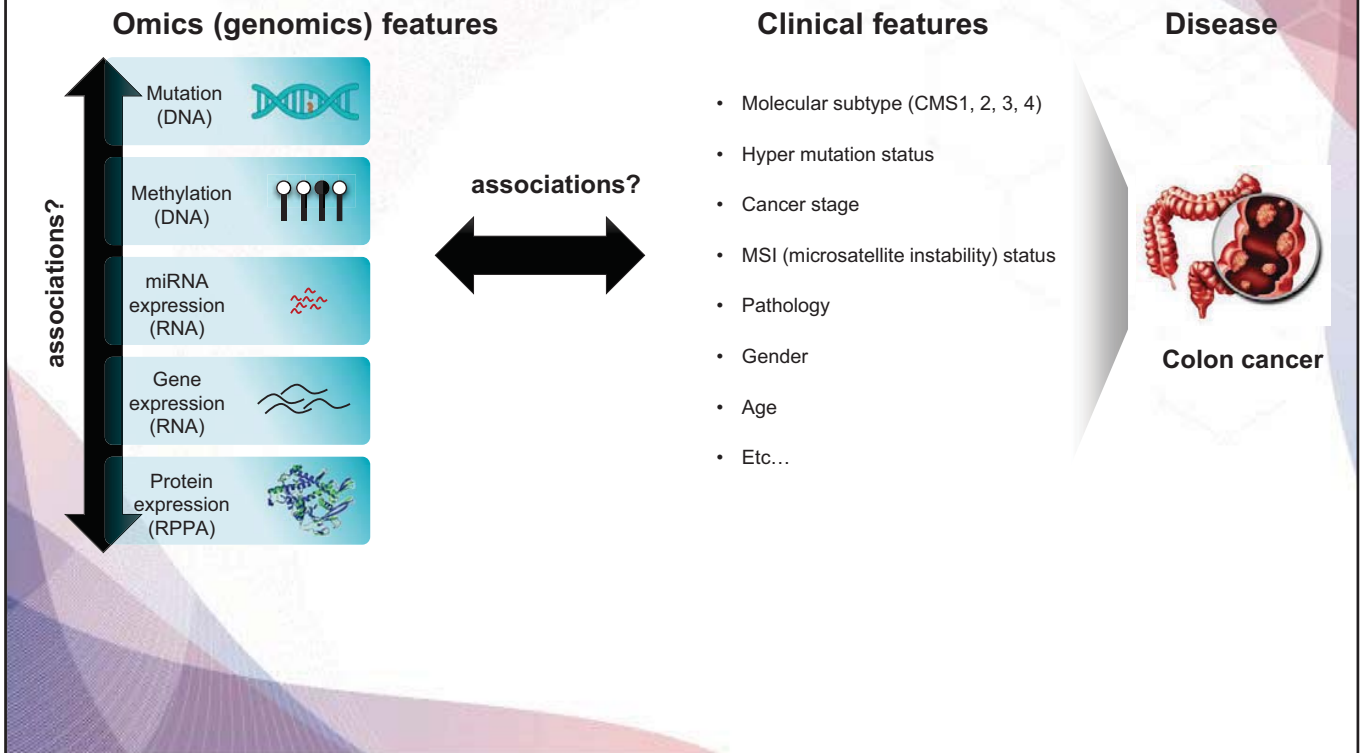 Omics (genomics) features
Clinical features
Disease
associations?
Mutation
(DNA)
Methylation
(DNA)
miRNA
expression
(RNA)
Gene
expression
(RNA)
Protein
expression
(RPPA)
associations?
• Molecular subtype (CMS1, 2, 3, 4)
• Hyper mutation status
• Cancer stage
• MSI (microsatellite instability) status
• Pathology
• Gender
• Age
• Etc…
Colon cancer